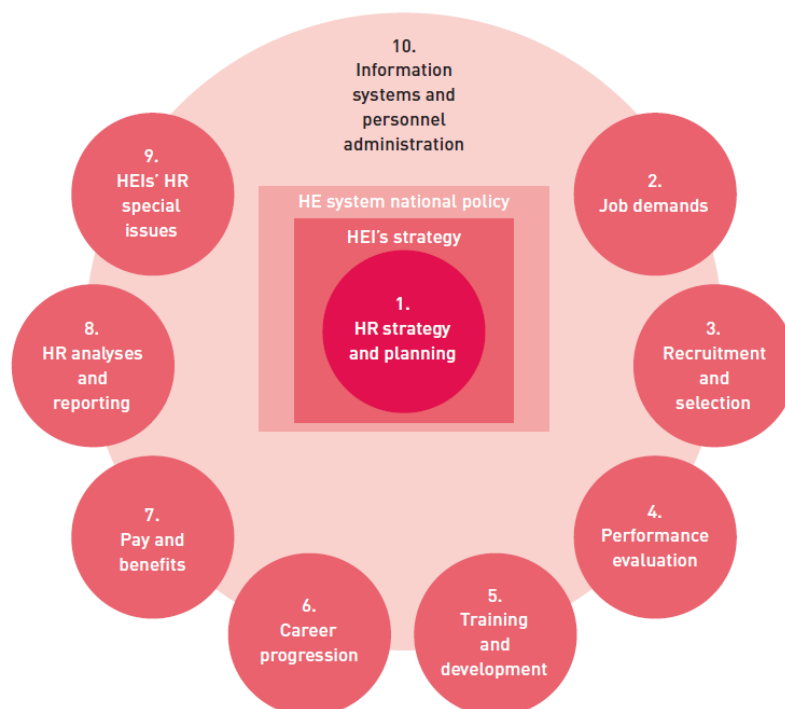 10.
Information
systems and
personnel
administration
9.
HEIs’ HR
special
issues
2.
Job demands
HE system national policy
HEI’s strategy
1.
HR strategy
and planning
8.
HR analyses
and
reporting
3.
Recruitment
and
selection
7.
Pay and
benefits
4.
Performance
evaluation
6.
Career
progression
5.
Training
and
development